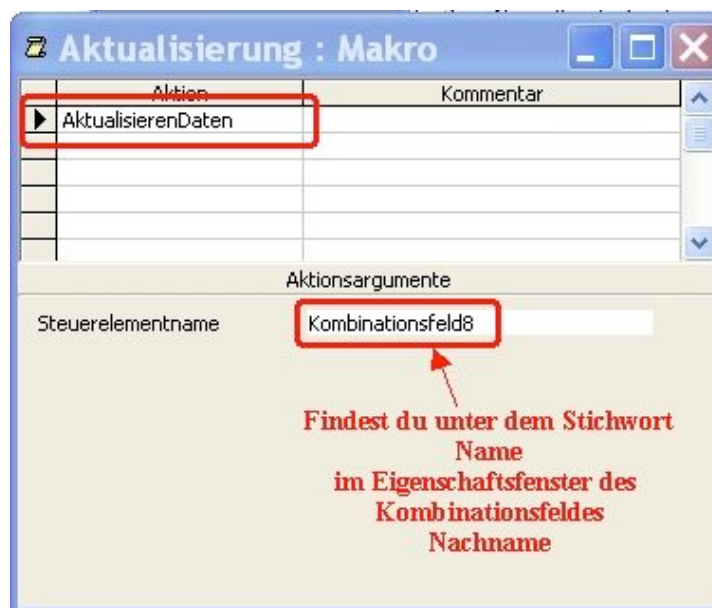 Aktualisierung : Makro
Aktion Kommentar
AktualisierenDaten
Aktionsargumente
Steuerelementname Kombinationsfeld8
Findest du unter dem Stichwort
Name
im Eigenschaftsfenster des
Kombinationsfeldes
Nachname